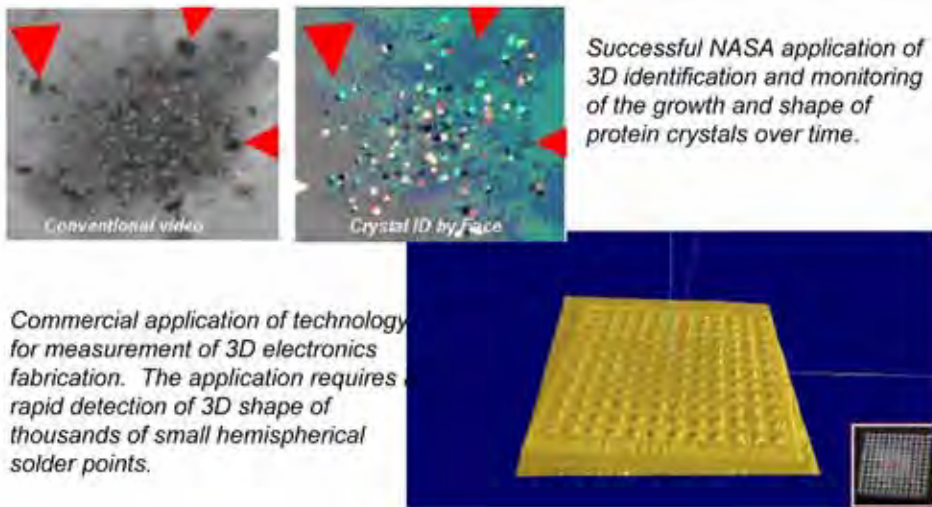 Successful NASA application of
3D identification and monitoring
of the growth and shape of
protein crystals over time.
Conventional video
Crystal ID by Face
Commercial application of technology
for measurement of 3D electronics
fabrication. The application requires
rapid detection of 3D shape of
thousands of small hemispherical
solder points.